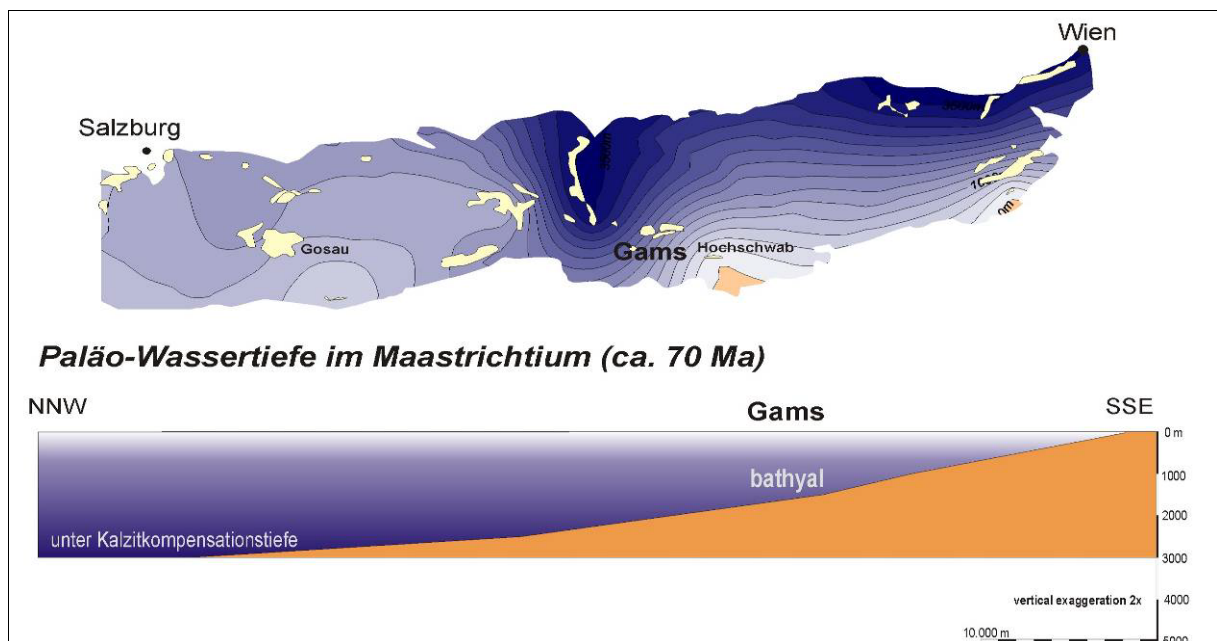 Wien
Salzburg
Gosau
Gams
Hochschwab
Paläo-Wassertiefe im Maastrichtium (ca. 70 Ma)
NNW
Gams
SSE
0 m
bathyal
1000
2000
unter Kalzitkompensationstiefe
3000
vertical exaggeration 2x
4000
10.000 m
5000